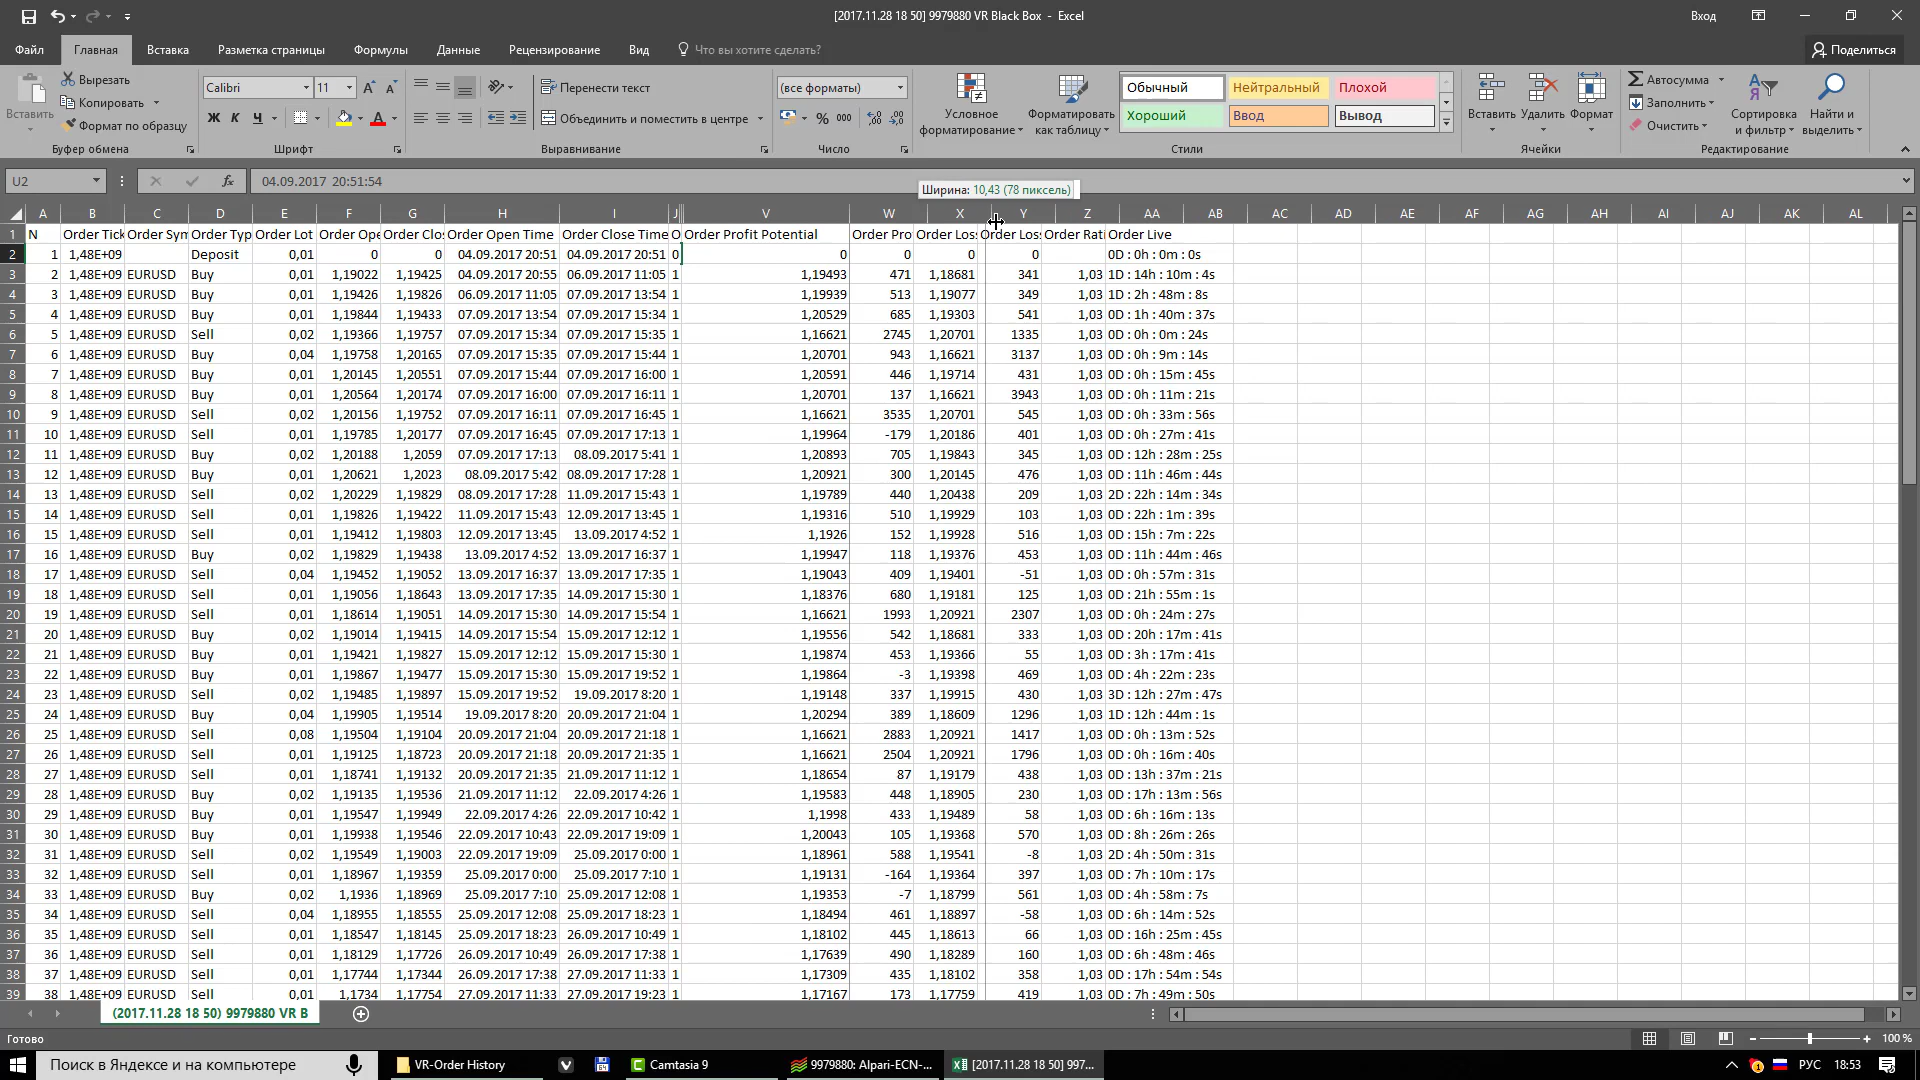 [2017.11.28 18 50] 9979880 VR Black Box - Excel
Вход
Файл Главная Вставка Разметка страницы Формулы Данные Рецензирование Вид Что вы хотите сделать? Поделиться
Вставить
Вырезать
Копировать
Формат по образцу
Буфер обмена
Calibri 11
Ж К Ч
Шрифт
Перенести текст
Объединить и поместить в центре
Выравнивание
(все форматы)
% 000
Число
Условное форматирование
Форматировать как таблицу
Обычный Нейтральный Плохой
Хороший Ввод Вывод
Стили
Вставить Удалить Формат
Ячейки
Автосумма
Заполнить
Очистить
Сортировка и фильтр
Найти и выделить
Редактирование
U2 fx 04.09.2017 20:51:54
Ширина: 10,43 (78 пиксель)
A B C D E F G H I J V W X Y Z AA AB AC AD AE AF AG AH AI AJ AK AL
1 N Order Tick Order Syn Order Typ Order Lot Order Ope Order Clos Order Open Time Order Close Time O Order Profit Potential Order Pro Order Loss Order Loss Order Rati Order Live
2 1 1,48E+09 Deposit 0,01 0 0 04.09.2017 20:51 04.09.2017 20:51 0 0 0 0 0 0D : 0h : 0m : 0s
3 2 1,48E+09 EURUSD Buy 0,01 1,19022 1,19425 04.09.2017 20:55 06.09.2017 11:05 1 1,19493 471 1,18681 341 1,03 1D : 14h : 10m : 4s
4 3 1,48E+09 EURUSD Buy 0,01 1,19426 1,19826 06.09.2017 11:05 07.09.2017 13:54 1 1,19939 513 1,19077 349 1,03 1D : 2h : 48m : 8s
5 4 1,48E+09 EURUSD Buy 0,01 1,19844 1,19433 07.09.2017 13:54 07.09.2017 15:34 1 1,20529 685 1,19303 541 1,03 0D : 1h : 40m : 37s
6 5 1,48E+09 EURUSD Sell 0,02 1,19366 1,19757 07.09.2017 15:34 07.09.2017 15:35 1 1,16621 2745 1,20701 1335 1,03 0D : 0h : 0m : 24s
7 6 1,48E+09 EURUSD Buy 0,04 1,19758 1,20165 07.09.2017 15:35 07.09.2017 15:44 1 1,20701 943 1,16621 3137 1,03 0D : 0h : 9m : 14s
8 7 1,48E+09 EURUSD Buy 0,01 1,20145 1,20551 07.09.2017 15:44 07.09.2017 16:00 1 1,20591 446 1,19714 431 1,03 0D : 0h : 15m : 45s
9 8 1,48E+09 EURUSD Buy 0,01 1,20564 1,20174 07.09.2017 16:00 07.09.2017 16:11 1 1,20701 137 1,16621 3943 1,03 0D : 0h : 11m : 21s
10 9 1,48E+09 EURUSD Sell 0,02 1,20156 1,19752 07.09.2017 16:11 07.09.2017 16:45 1 1,16621 3535 1,20701 545 1,03 0D : 0h : 33m : 56s
11 10 1,48E+09 EURUSD Sell 0,01 1,19785 1,20177 07.09.2017 16:45 07.09.2017 17:13 1 1,19964 -179 1,20186 401 1,03 0D : 0h : 27m : 41s
12 11 1,48E+09 EURUSD Buy 0,02 1,20188 1,2059 07.09.2017 17:13 08.09.2017 5:41 1 1,20893 705 1,19843 345 1,03 0D : 12h : 28m : 25s
13 12 1,48E+09 EURUSD Buy 0,01 1,20621 1,2023 08.09.2017 5:42 08.09.2017 17:28 1 1,20921 300 1,20145 476 1,03 0D : 11h : 46m : 44s
14 13 1,48E+09 EURUSD Sell 0,02 1,20229 1,19829 08.09.2017 17:28 11.09.2017 15:43 1 1,19789 440 1,20438 209 1,03 2D : 22h : 14m : 34s
15 14 1,48E+09 EURUSD Sell 0,01 1,19826 1,19422 11.09.2017 15:43 12.09.2017 13:45 1 1,19316 510 1,19929 103 1,03 0D : 22h : 1m : 39s
16 15 1,48E+09 EURUSD Sell 0,01 1,19412 1,19803 12.09.2017 13:45 13.09.2017 4:52 1 1,1926 152 1,19928 516 1,03 0D : 15h : 7m : 22s
17 16 1,48E+09 EURUSD Buy 0,02 1,19829 1,19438 13.09.2017 4:52 13.09.2017 16:37 1 1,19947 118 1,19376 453 1,03 0D : 11h : 44m : 46s
18 17 1,48E+09 EURUSD Sell 0,04 1,19452 1,19052 13.09.2017 16:37 13.09.2017 17:35 1 1,19043 409 1,19401 -51 1,03 0D : 0h : 57m : 31s
19 18 1,48E+09 EURUSD Sell 0,01 1,19056 1,18643 13.09.2017 17:35 14.09.2017 15:30 1 1,18376 680 1,19181 125 1,03 0D : 21h : 55m : 1s
20 19 1,48E+09 EURUSD Sell 0,01 1,18614 1,19051 14.09.2017 15:30 14.09.2017 15:54 1 1,16621 1993 1,20921 2307 1,03 0D : 0h : 24m : 27s
21 20 1,48E+09 EURUSD Buy 0,02 1,19014 1,19415 14.09.2017 15:54 15.09.2017 12:12 1 1,19556 542 1,18681 333 1,03 0D : 20h : 17m : 41s
22 21 1,48E+09 EURUSD Buy 0,01 1,19421 1,19827 15.09.2017 12:12 15.09.2017 15:30 1 1,19874 453 1,19366 55 1,03 0D : 3h : 17m : 41s
23 22 1,48E+09 EURUSD Buy 0,01 1,19867 1,19477 15.09.2017 15:30 15.09.2017 19:52 1 1,19864 -3 1,19398 469 1,03 0D : 4h : 22m : 23s
24 23 1,48E+09 EURUSD Sell 0,02 1,19485 1,19897 15.09.2017 19:52 19.09.2017 8:20 1 1,19148 337 1,19915 430 1,03 3D : 12h : 27m : 47s
25 24 1,48E+09 EURUSD Buy 0,04 1,19905 1,19514 19.09.2017 8:20 20.09.2017 21:04 1 1,20294 389 1,18609 1296 1,03 1D : 12h : 44m : 1s
26 25 1,48E+09 EURUSD Sell 0,08 1,19504 1,19104 20.09.2017 21:04 20.09.2017 21:18 1 1,16621 2883 1,20921 1417 1,03 0D : 0h : 13m : 52s
27 26 1,48E+09 EURUSD Sell 0,01 1,19125 1,18723 20.09.2017 21:18 20.09.2017 21:35 1 1,16621 2504 1,20921 1796 1,03 0D : 0h : 16m : 40s
28 27 1,48E+09 EURUSD Sell 0,01 1,18741 1,19132 20.09.2017 21:35 21.09.2017 11:12 1 1,18654 87 1,19179 438 1,03 0D : 13h : 37m : 21s
29 28 1,48E+09 EURUSD Buy 0,02 1,19135 1,19536 21.09.2017 11:12 22.09.2017 4:26 1 1,19583 448 1,18905 230 1,03 0D : 17h : 13m : 56s
30 29 1,48E+09 EURUSD Buy 0,01 1,19547 1,19949 22.09.2017 4:26 22.09.2017 10:42 1 1,1998 433 1,19489 58 1,03 0D : 6h : 16m : 13s
31 30 1,48E+09 EURUSD Buy 0,01 1,19938 1,19546 22.09.2017 10:43 22.09.2017 19:09 1 1,20043 105 1,19368 570 1,03 0D : 8h : 26m : 26s
32 31 1,48E+09 EURUSD Sell 0,02 1,19549 1,19003 22.09.2017 19:09 25.09.2017 0:00 1 1,18961 588 1,19541 -8 1,03 2D : 4h : 50m : 31s
33 32 1,48E+09 EURUSD Sell 0,01 1,18967 1,19359 25.09.2017 0:00 25.09.2017 7:10 1 1,19131 -164 1,19364 397 1,03 0D : 7h : 10m : 17s
34 33 1,48E+09 EURUSD Buy 0,02 1,1936 1,18969 25.09.2017 7:10 25.09.2017 12:08 1 1,19353 -7 1,18799 561 1,03 0D : 4h : 58m : 7s
35 34 1,48E+09 EURUSD Sell 0,04 1,18955 1,18555 25.09.2017 12:08 25.09.2017 18:23 1 1,18494 461 1,18897 -58 1,03 0D : 6h : 14m : 52s
36 35 1,48E+09 EURUSD Sell 0,01 1,18547 1,18145 25.09.2017 18:23 26.09.2017 10:49 1 1,18102 445 1,18613 66 1,03 0D : 16h : 25m : 45s
37 36 1,48E+09 EURUSD Sell 0,01 1,18129 1,17726 26.09.2017 10:49 26.09.2017 17:38 1 1,17639 490 1,18289 160 1,03 0D : 6h : 48m : 46s
38 37 1,48E+09 EURUSD Sell 0,01 1,17744 1,17344 26.09.2017 17:38 27.09.2017 11:33 1 1,17309 435 1,18102 358 1,03 0D : 17h : 54m : 54s
39 38 1,48E+09 EURUSD Sell 0,01 1,1734 1,17754 27.09.2017 11:33 27.09.2017 19:23 1 1,17167 173 1,17759 419 1,03 0D : 7h : 49m : 50s
(2017.11.28 18 50) 9979880 VR B
Готово
100 %
Поиск в Яндексе и на компьютере
VR-Order History
Camtasia 9
9979880: Alpari-ECN-...
[2017.11.28 18 50] 997...
РУС 18:53